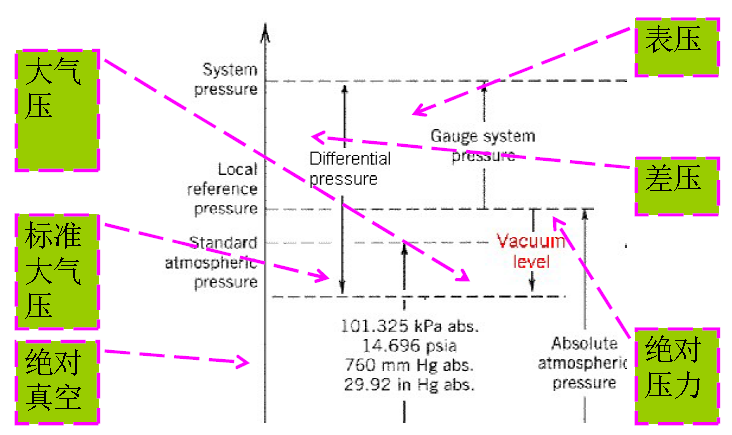 大气
压
标准
大气
压
绝对
真空
System
pressure
Local
reference
pressure
Standard
atmospheric
pressure
Differential
pressure
Gauge system
pressure
Vacuum
level
101.325 kPa abs.
14.696 psia
760 mm Hg abs.
29.92 in Hg abs.
Absolute
atmospheric
pressure
表压
差压
绝对
压力